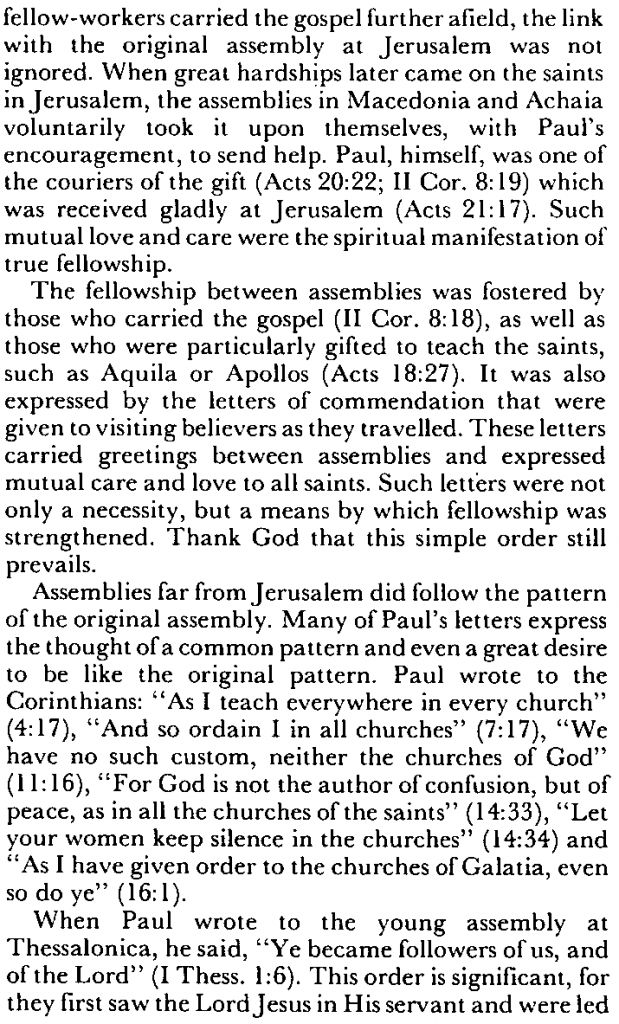 fellow-workers carried the gospel further afield, the link
with the original assembly at Jerusalem was not
ignored. When great hardships later came on the saints
in Jerusalem, the assemblies in Macedonia and Achaia
voluntarily took it upon themselves, with Paul's
encouragement, to send help. Paul, himself, was one of
the couriers of the gift (Acts 20:22; II Cor. 8:19) which
was received gladly at Jerusalem (Acts 21:17). Such
mutual love and care were the spiritual manifestation of
true fellowship.
The fellowship between assemblies was fostered by
those who carried the gospel (II Cor. 8:18), as well as
those who were particularly gifted to teach the saints,
such as Aquila or Apollos (Acts 18:27). It was also
expressed by the letters of commendation that were
given to visiting believers as they travelled. These letters
carried greetings between assemblies and expressed
mutual care and love to all saints. Such letters were not
only a necessity, but a means by which fellowship was
strengthened. Thank God that this simple order still
prevails.
Assemblies far from Jerusalem did follow the pattern
of the original assembly. Many of Paul's letters express
the thought of a common pattern and even a great desire
to be like the original pattern. Paul wrote to the
Corinthians: "As I teach everywhere in every church"
(4:17), "And so ordain I in all churches" (7:17), "We
have no such custom, neither the churches of God"
(11:16), "For God is not the author of confusion, but of
peace, as in all the churches of the saints" (14:33), "Let
your women keep silence in the churches" (14:34) and
"As I have given order to the churches of Galatia, even
so do ye" (16:1).
When Paul wrote to the young assembly at
Thessalonica, he said, "Ye became followers of us, and
of the Lord" (I Thess. 1:6). This order is significant, for
they first saw the Lord Jesus in His servant and were led